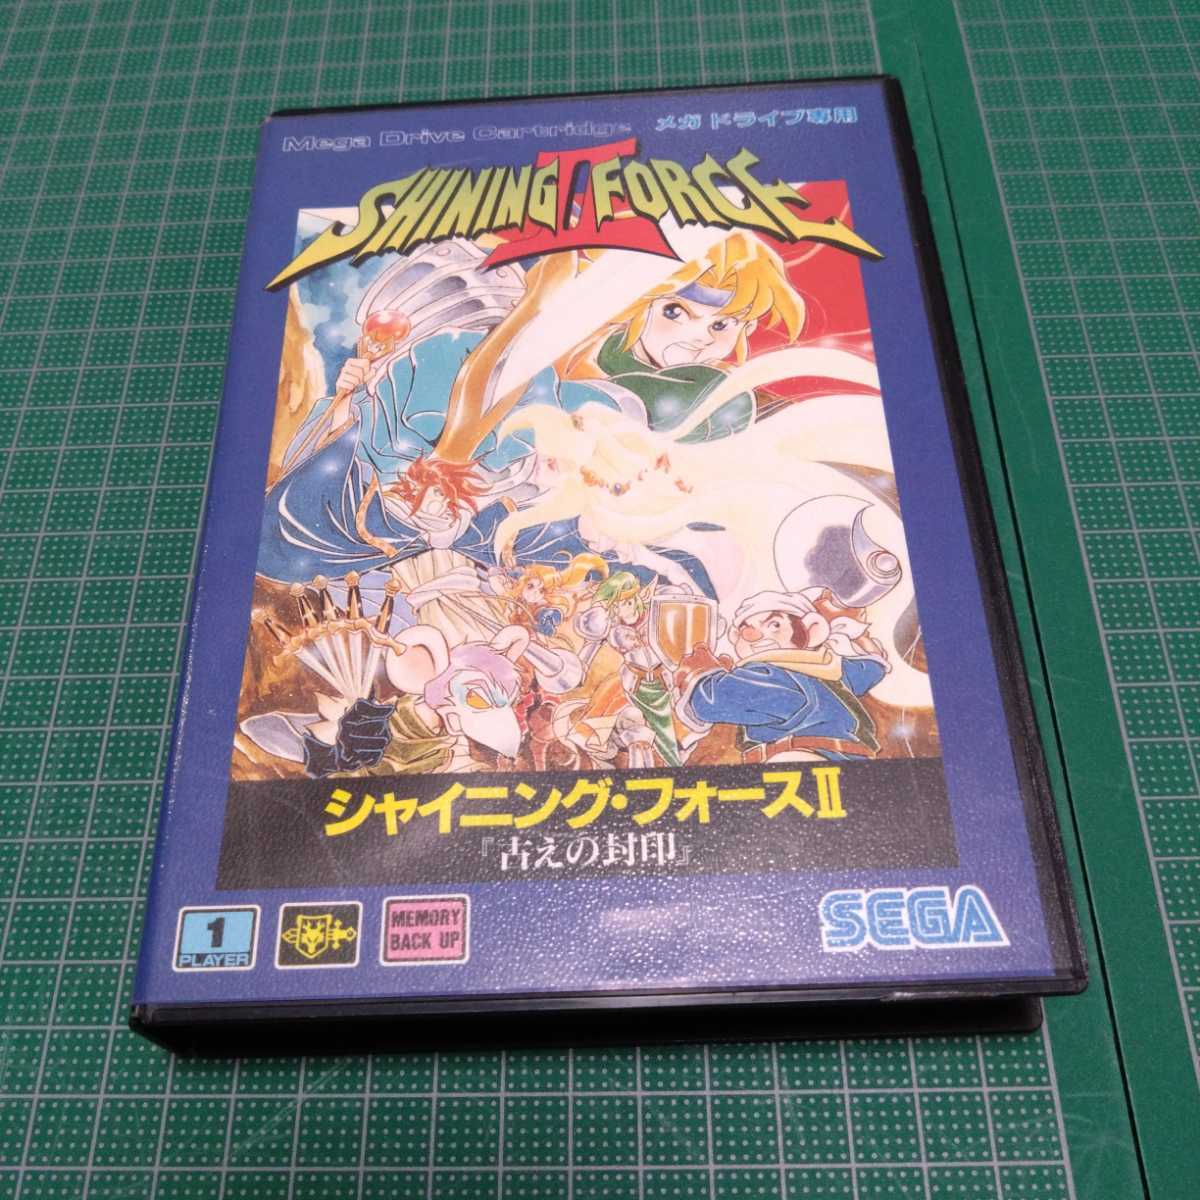 Mega Drive Cartridge メガドライブ専用
SHINING FORCE
II
シャイニング・フォースII
『古えの封印』
1
PLAYER
MEMORY
BACK UP
SEGA